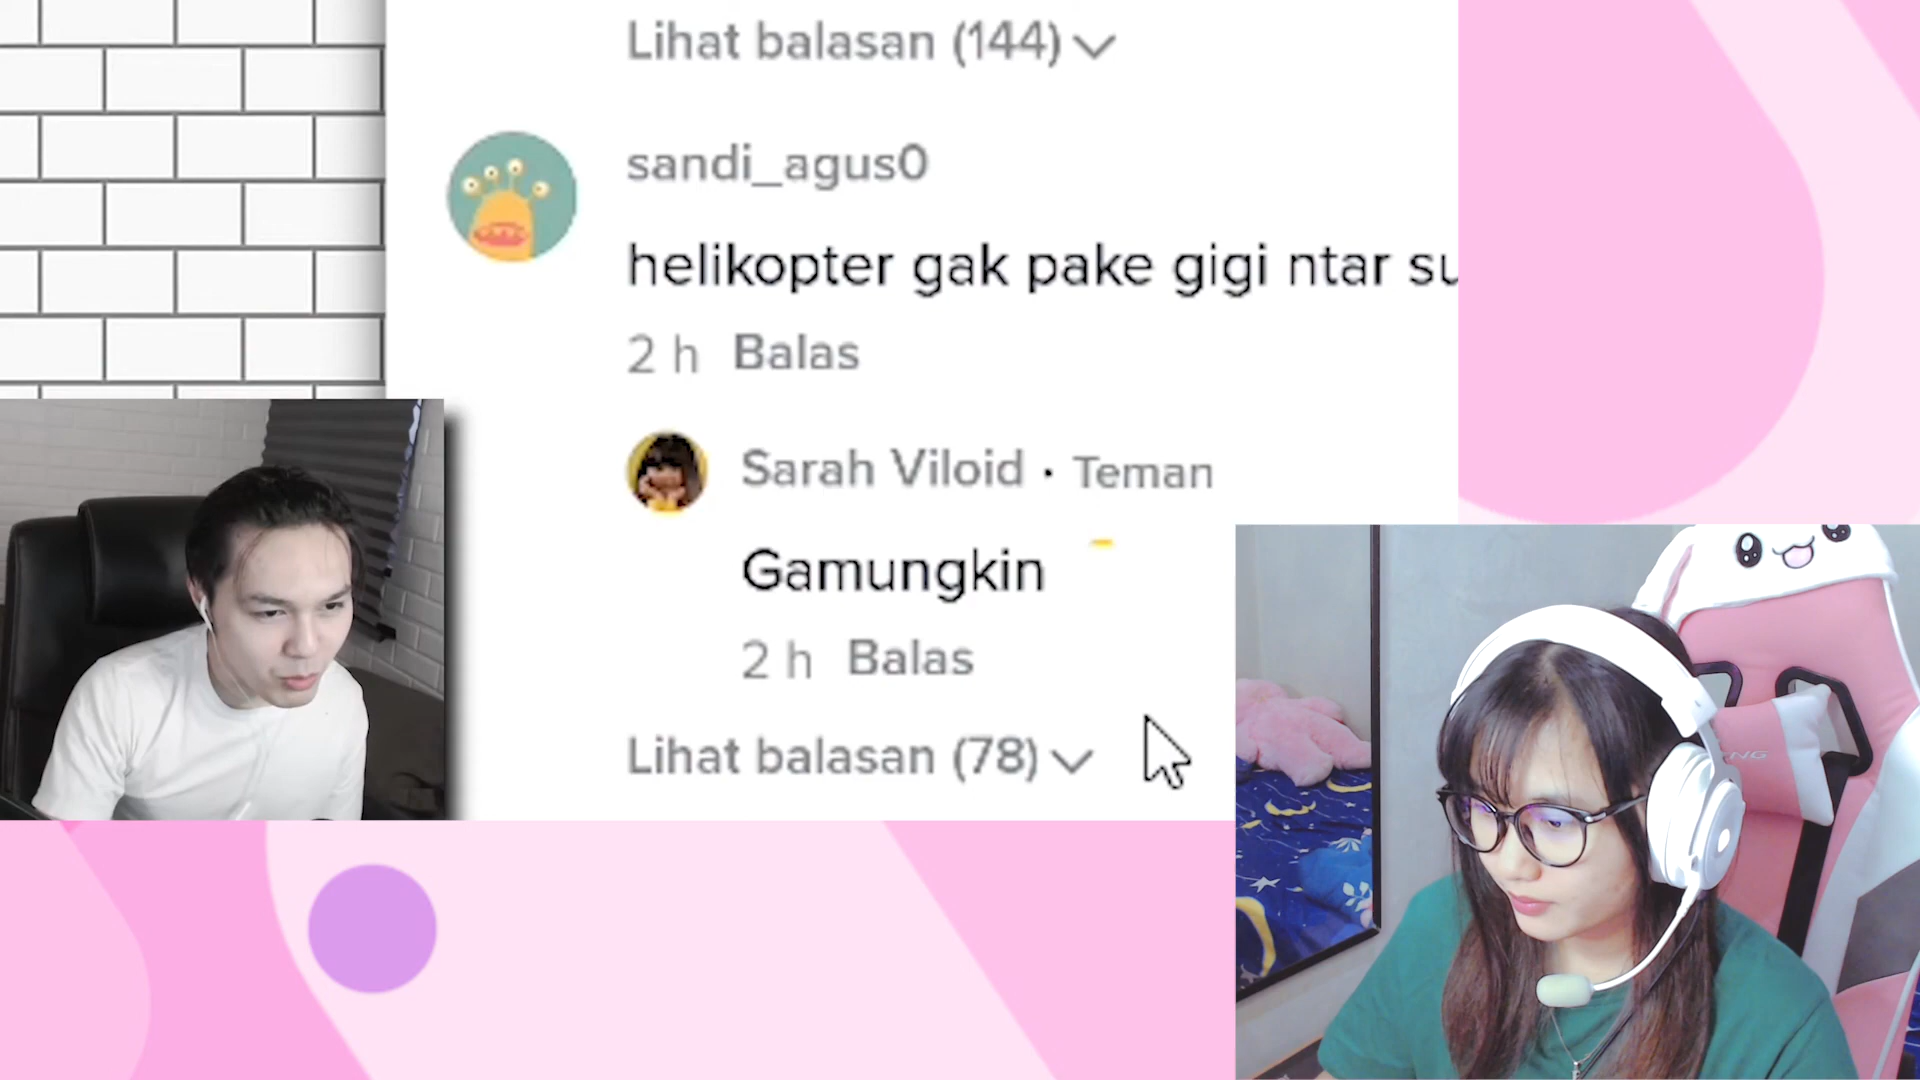 Lihat balasan (144)
sandi_agus0
helikopter gak pake gigi ntar
2 h Balas
Sarah Viloid · Teman
Gamungkin
2 h Balas
Lihat balasan (78)